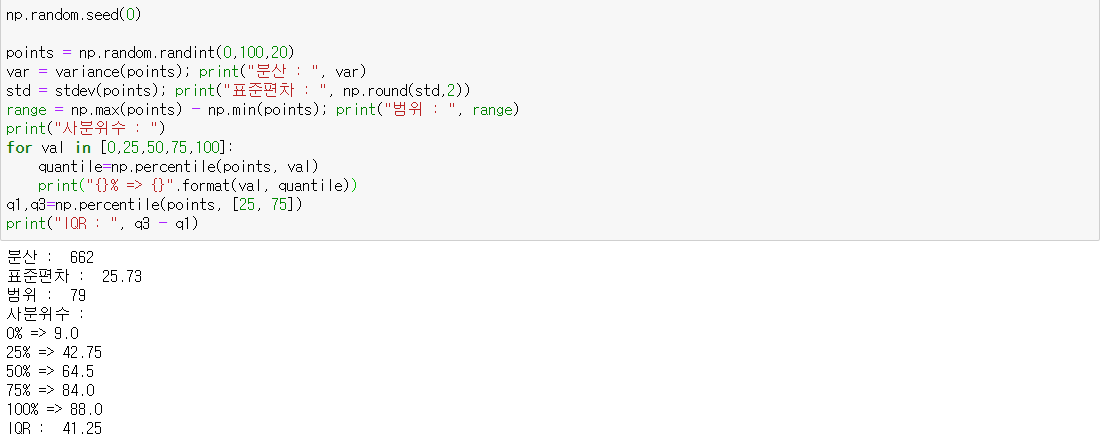 np.random.seed(0)
points = np.random.randint(0,100,20)
var = variance(points); print("분산 : ", var)
std = stdev(points); print("표준편차 : ", np.round(std,2))
range = np.max(points) - np.min(points); print("범위 : ", range)
print("사분위수 : ")
for val in [0,25,50,75,100]:
    quantile=np.percentile(points, val)
    print("{}% => {}".format(val, quantile))
q1,q3=np.percentile(points, [25, 75])
print("IQR : ", q3 - q1)
분산 :  662
표준편차 :  25.73
범위 :  79
사분위수 :
0% => 9.0
25% => 42.75
50% => 64.5
75% => 84.0
100% => 88.0
IQR :  41.25